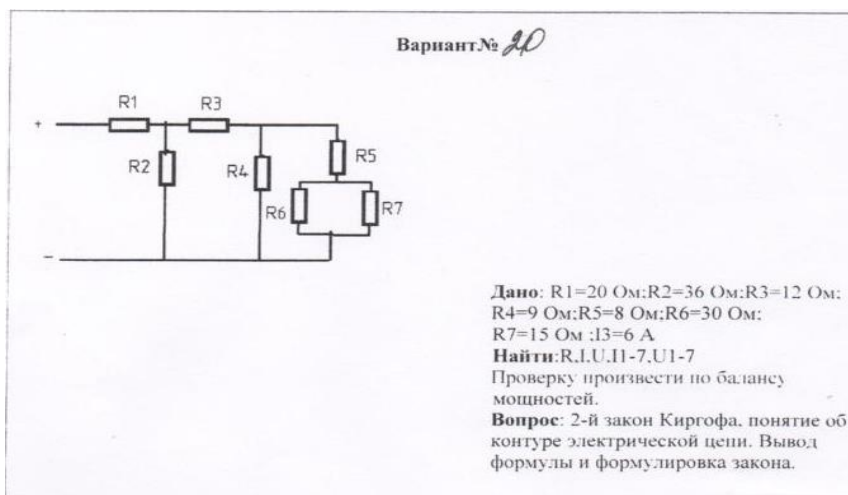 Вариант№ 20
R1 R3
+
R2 R4 R5
R6 R7
-
Дано: R1=20 Ом;R2=36 Ом;R3=12 Ом;
R4=9 Ом;R5=8 Ом;R6=30 Ом;
R7=15 Ом ;I3=6 А
Найти:R,I,U,I1-7,U1-7
Проверку произвести по балансу
мощностей.
Вопрос: 2-й закон Киргофа, понятие об
контуре электрической цепи. Вывод
формулы и формулировка закона.